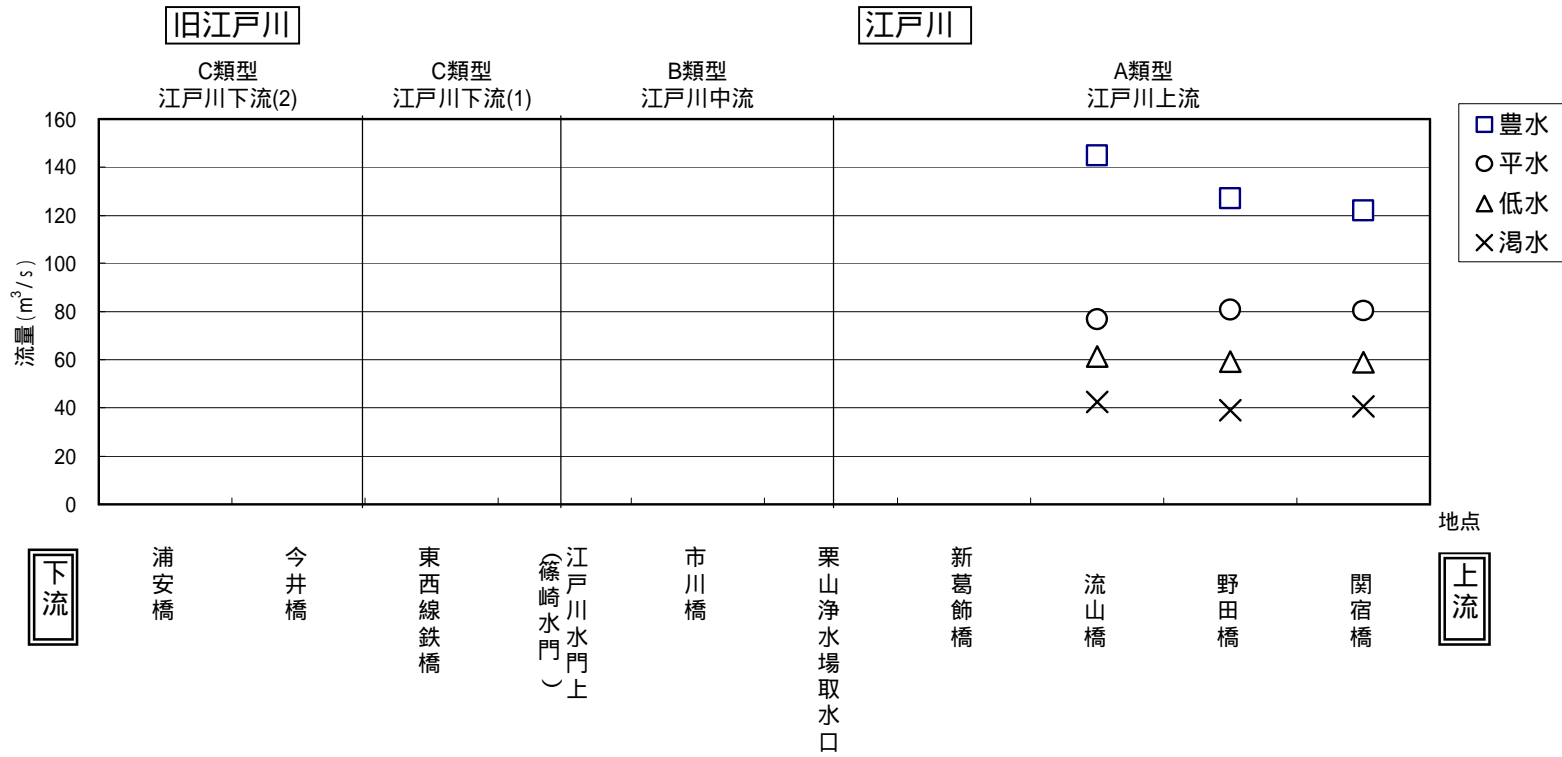 旧江戸川
江戸川
C類型
江戸川下流(2)
C類型
江戸川下流(1)
B類型
江戸川中流
A類型
江戸川上流
160
140
120
100
80
60
40
20
0
流量(m³/s)
豊水
平水
低水
渇水
地点
下流
浦安橋
今井橋
東西線鉄橋
江戸川水門上
(篠崎水門)
市川橋
栗山浄水場取水口
新葛飾橋
流山橋
野田橋
関宿橋
上流